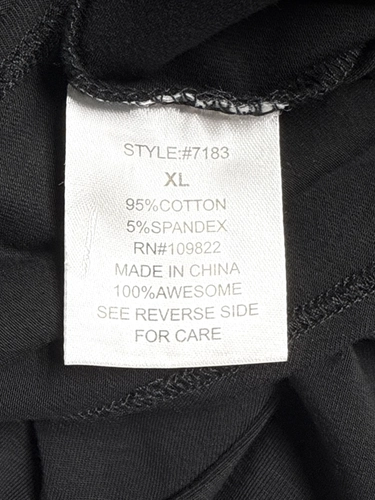 STYLE:#7183
XL
95%COTTON
5%SPANDEX
RN#109822
MADE IN CHINA
100%AWESOME
SEE REVERSE SIDE
FOR CARE